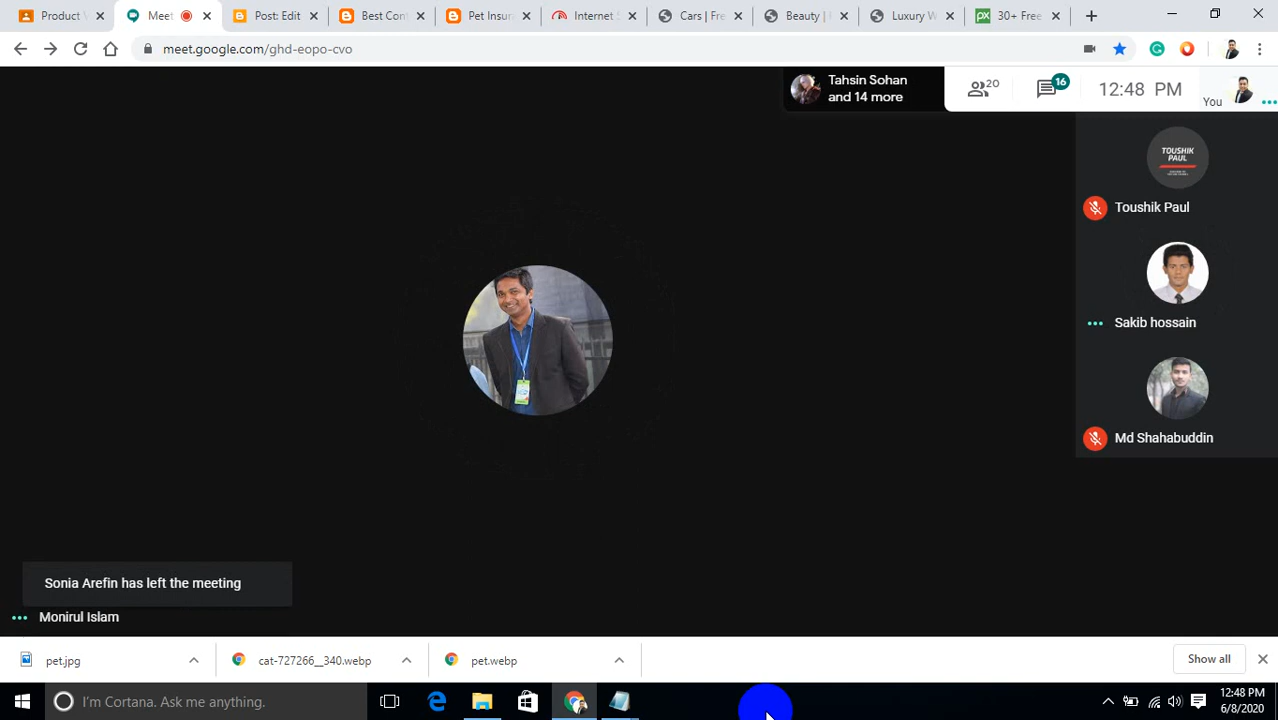 Product V
Meet
Post: Edit
Best Con
Pet Insur
Internet S
Cars | Fre
Beauty |
Luxury W
30+ Free
meet.google.com/ghd-eopo-cvo
Tahsin Sohan
and 14 more
20
16
12:48 PM
You
TOUSHIK
PAUL
Toushik Paul
Sakib hossain
Md Shahabuddin
Sonia Arefin has left the meeting
Monirul Islam
pet.jpg
cat-727266__340.webp
pet.webp
Show all
I'm Cortana. Ask me anything.
12:48 PM
6/8/2020